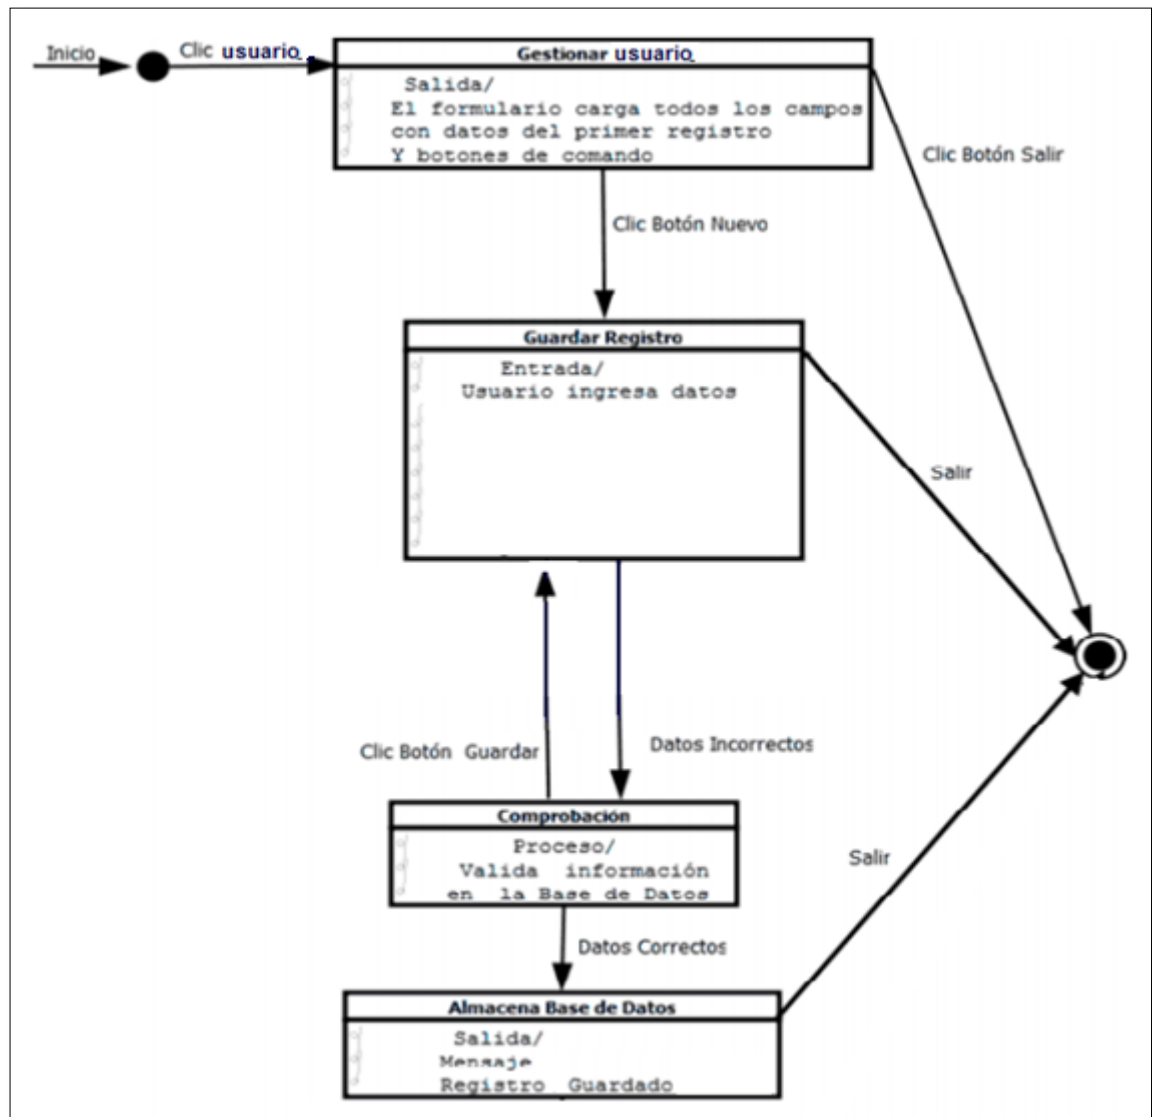 Inicio
Clic usuario
Gestionar usuario
Salida/
El formulario carga todos los campos
con datos del primer registro
Y botones de comando
Clic Botón Salir
Clic Botón Nuevo
Guardar Registro
Entrada/
Usuario ingresa datos
Salir
Clic Botón Guardar
Datos Incorrectos
Comprobación
Proceso/
Valida información
en la Base de Datos
Salir
Datos Correctos
Almacena Base de Datos
Salida/
Mensaje
Registro Guardado